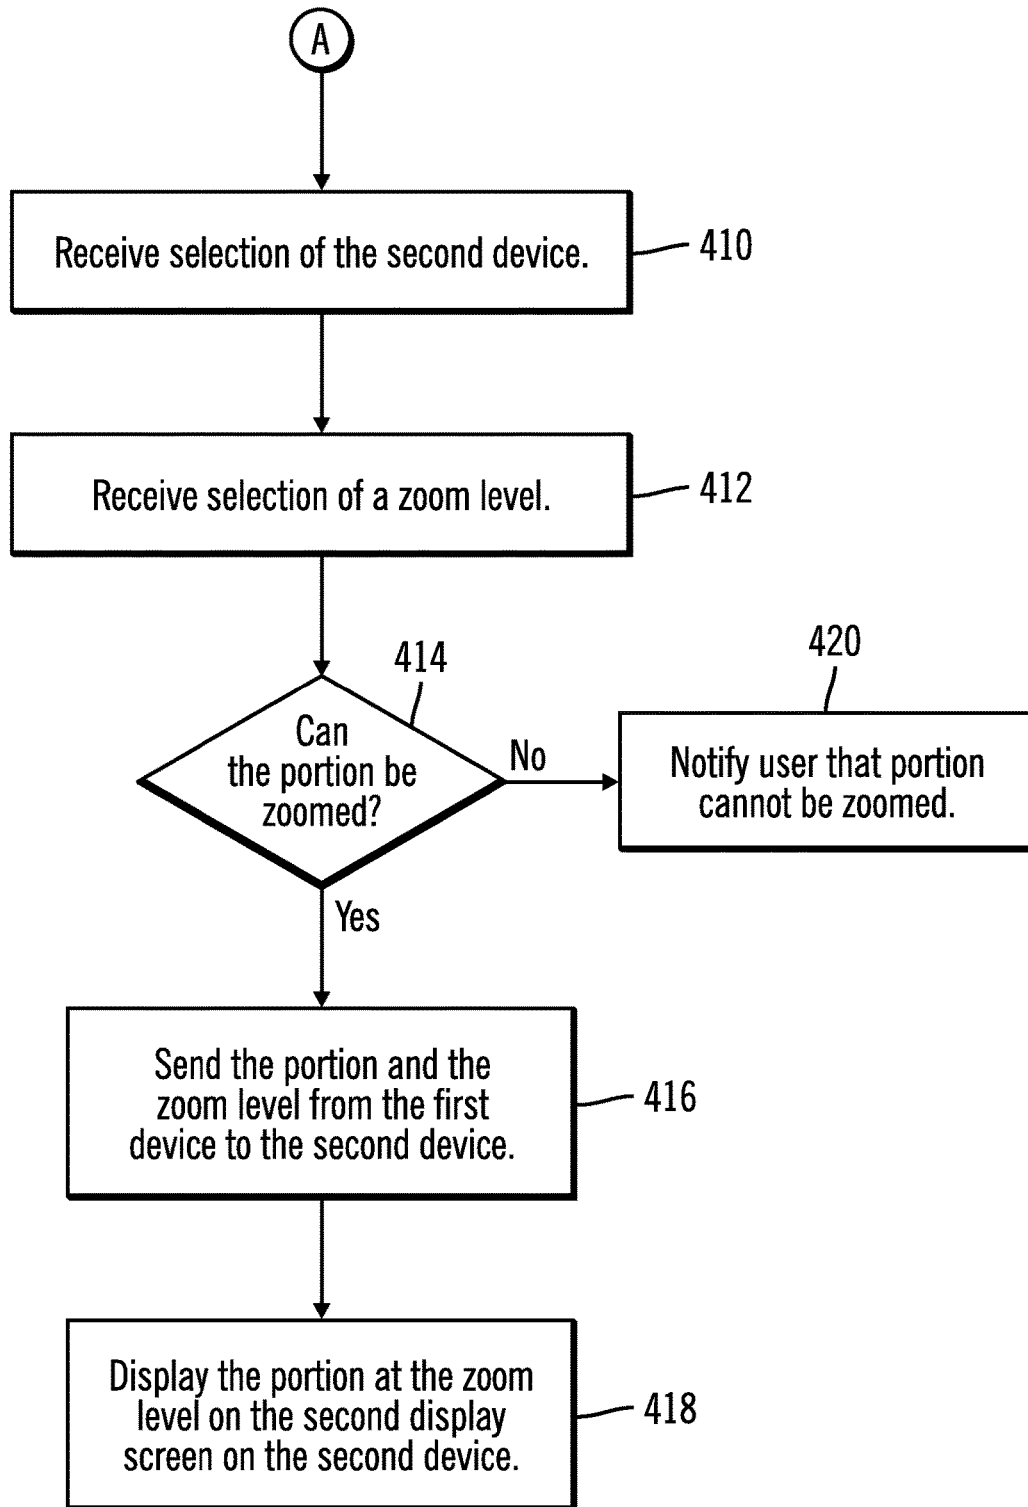 A
Receive selection of the second device.
410
Receive selection of a zoom level.
412
414
Can
the portion be
zoomed?
No
420
Notify user that portion
cannot be zoomed.
Yes
Send the portion and the
zoom level from the first
device to the second device.
416
Display the portion at the zoom
level on the second display
screen on the second device.
418